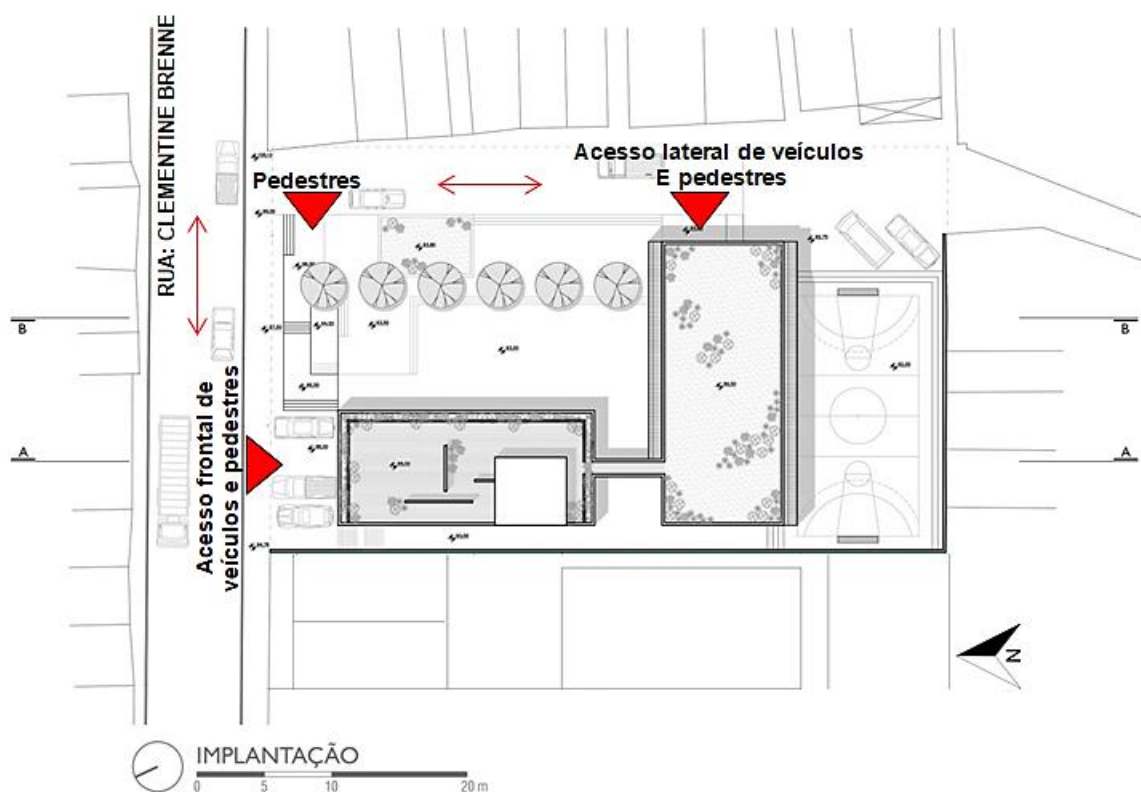 RUA: CLEMENTINE BRENNE
Pedestres
Acesso lateral de veículos
E pedestres
B
B
Acesso frontal de
veículos e pedestres
A
A
N
IMPLANTAÇÃO
0 5 10 20 m